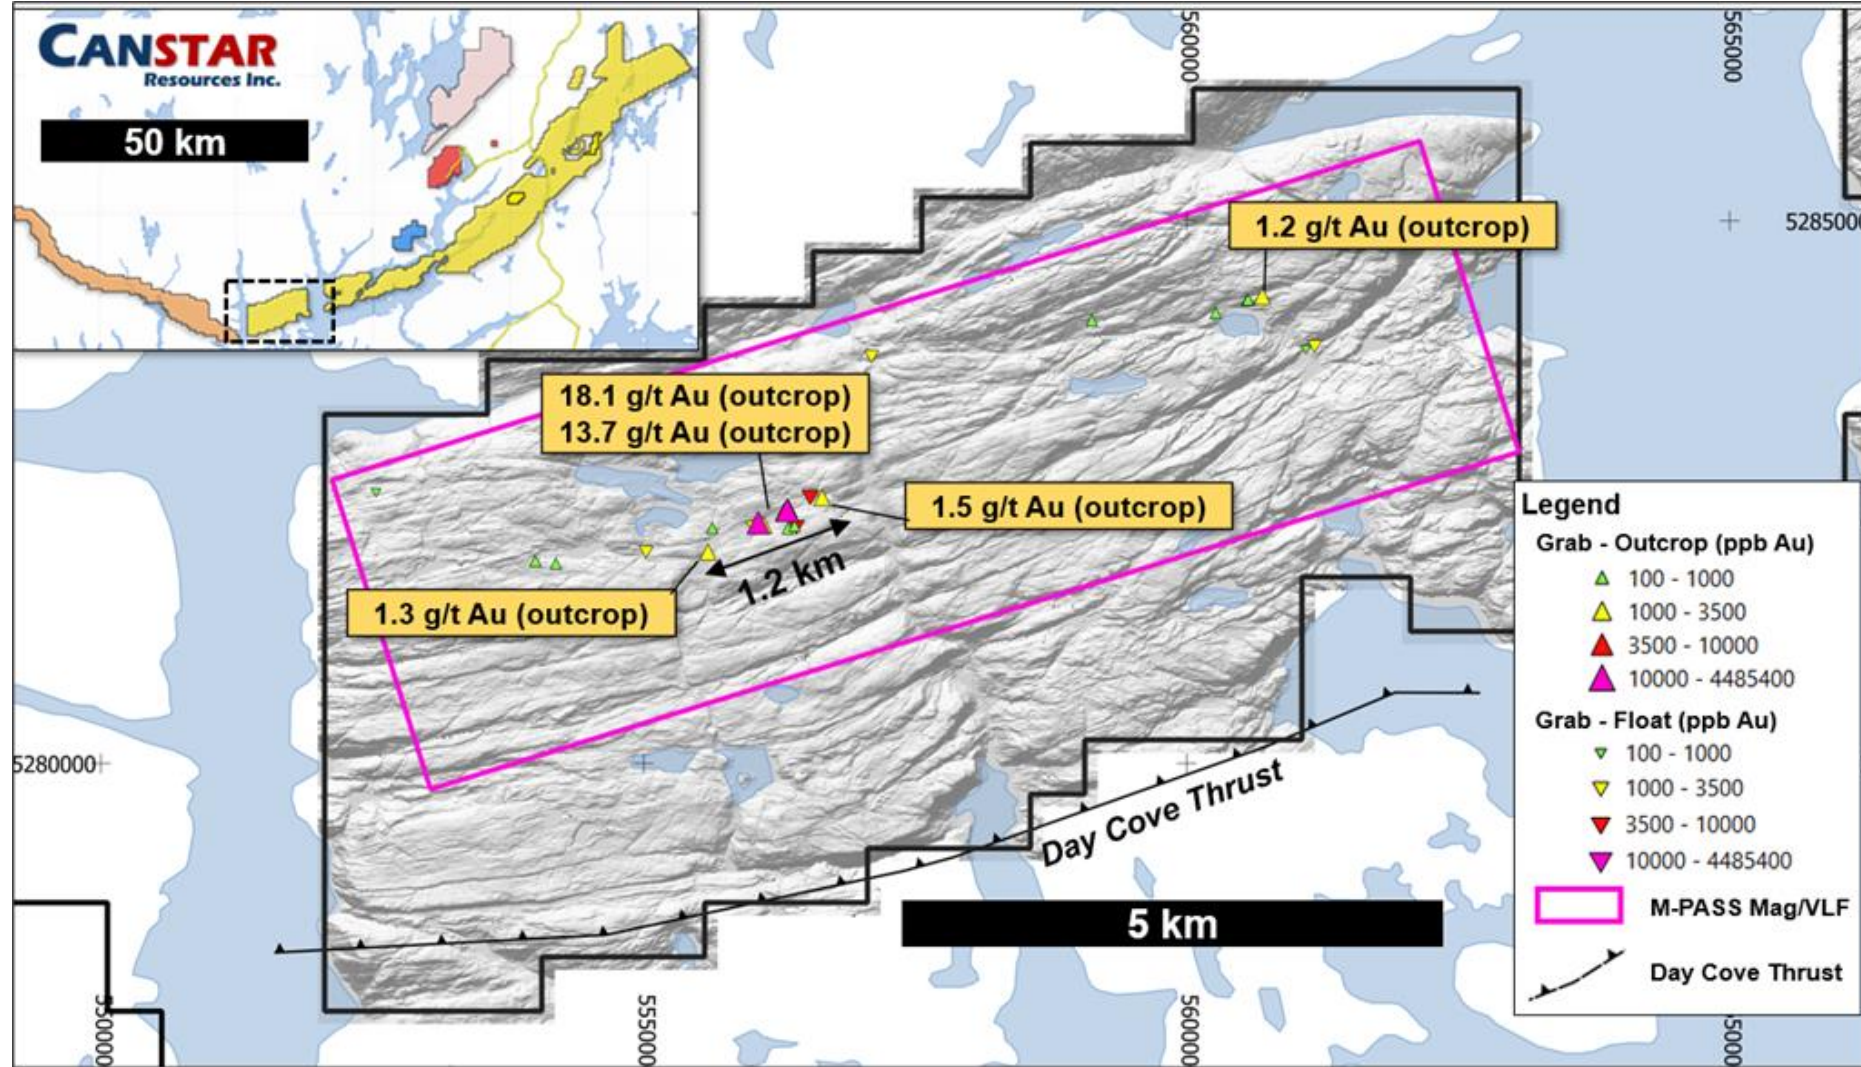 CANSTAR
Resources Inc.
50 km
560000
565000
5285000
1.2 g/t Au (outcrop)
18.1 g/t Au (outcrop)
13.7 g/t Au (outcrop)
1.5 g/t Au (outcrop)
1.2 km
1.3 g/t Au (outcrop)
5280000
Day Cove Thrust
5 km
555000
560000
Legend
Grab - Outcrop (ppb Au)
100 - 1000
1000 - 3500
3500 - 10000
10000 - 4485400
Grab - Float (ppb Au)
100 - 1000
1000 - 3500
3500 - 10000
10000 - 4485400
M-PASS Mag/VLF
Day Cove Thrust